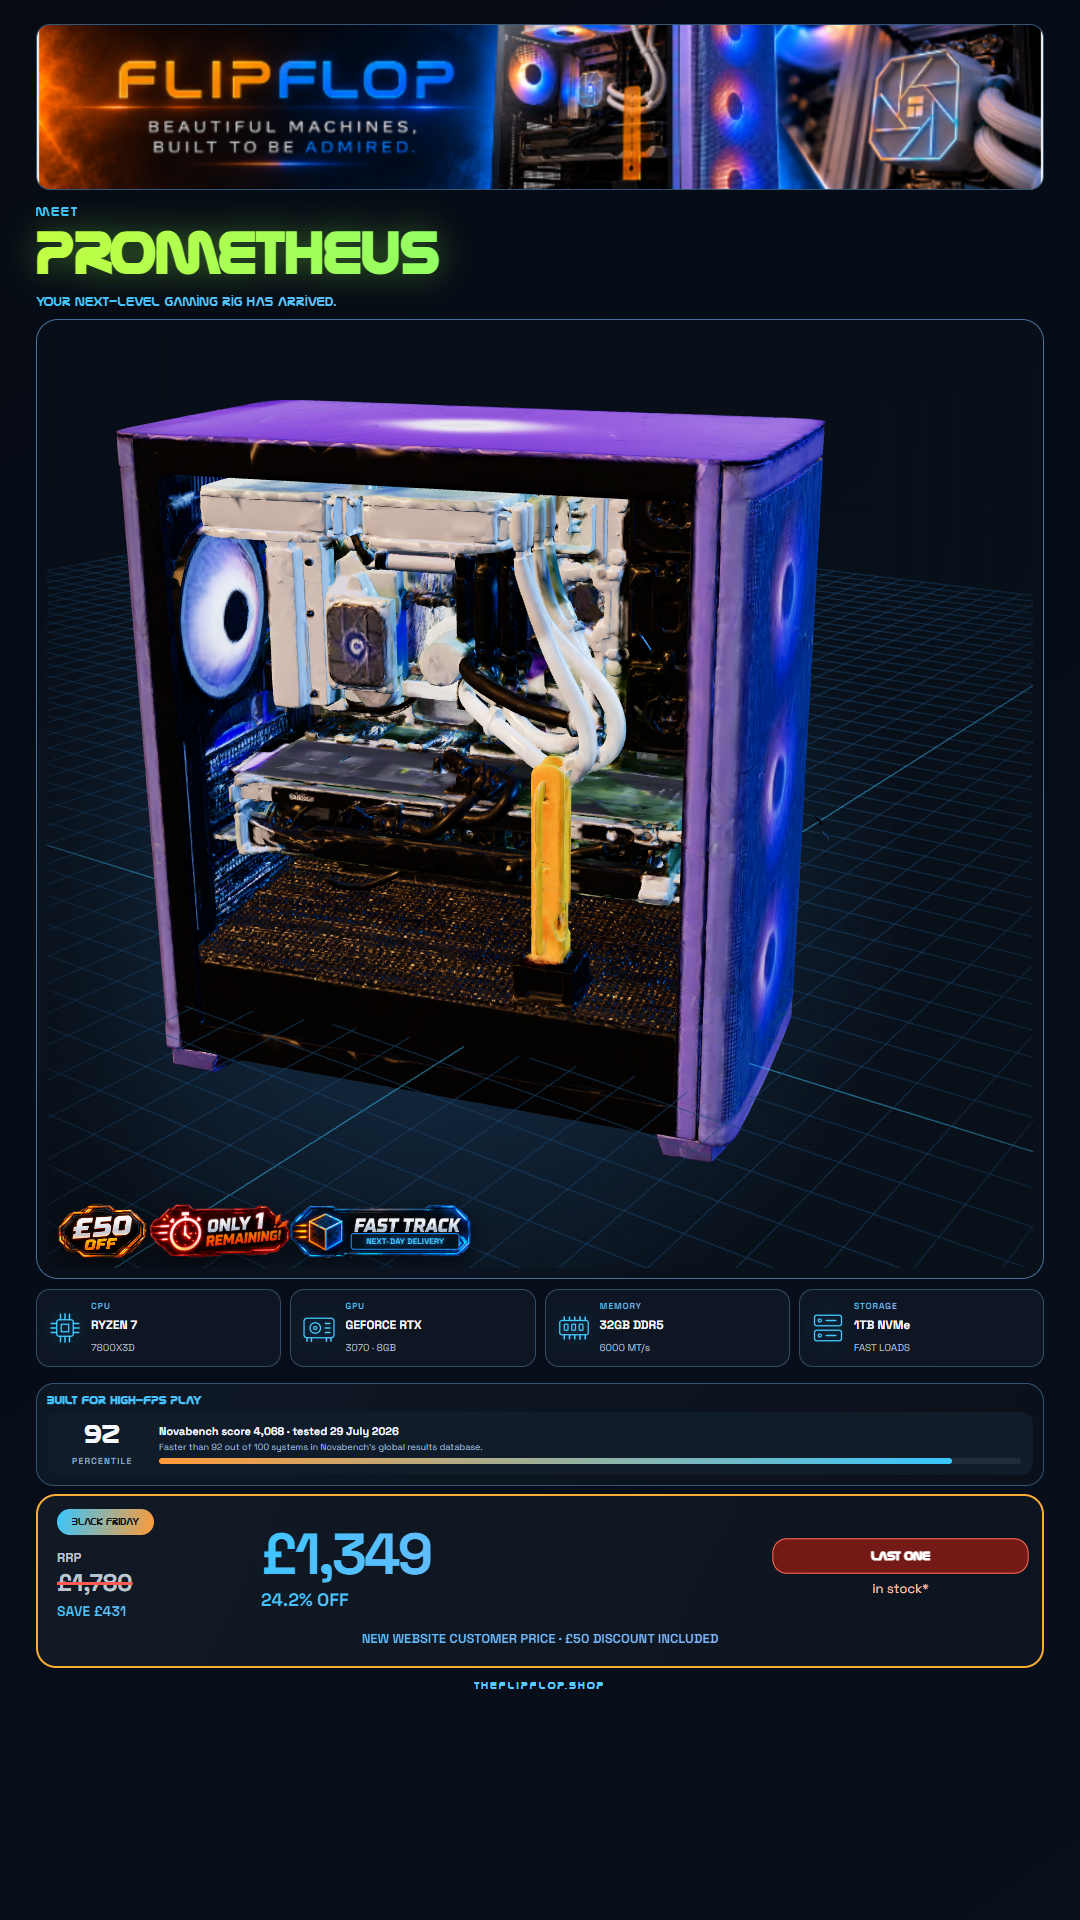 FLIPFLOP
BEAUTIFUL MACHINES,
BUILT TO BE ADMIRED.
MEET
PROMETHEUS
YOUR NEXT-LEVEL GAMING RIG HAS ARRIVED.
£50
OFF
ONLY 1
REMAINING!
FAST TRACK
NEXT-DAY DELIVERY
CPU
RYZEN 7
7800X3D
GPU
GEFORCE RTX
3070 · 8GB
MEMORY
32GB DDR5
6000 MT/s
STORAGE
1TB NVMe
FAST LOADS
BUILT FOR HIGH-FPS PLAY
92
PERCENTILE
Novabench score 4,068 · tested 29 July 2026
Faster than 92 out of 100 systems in Novabench's global results database.
BLACK FRIDAY
RRP
£1,780
SAVE £431
£1,349
24.2% OFF
LAST ONE
in stock*
NEW WEBSITE CUSTOMER PRICE · £50 DISCOUNT INCLUDED
THEFLIPFLOP.SHOP